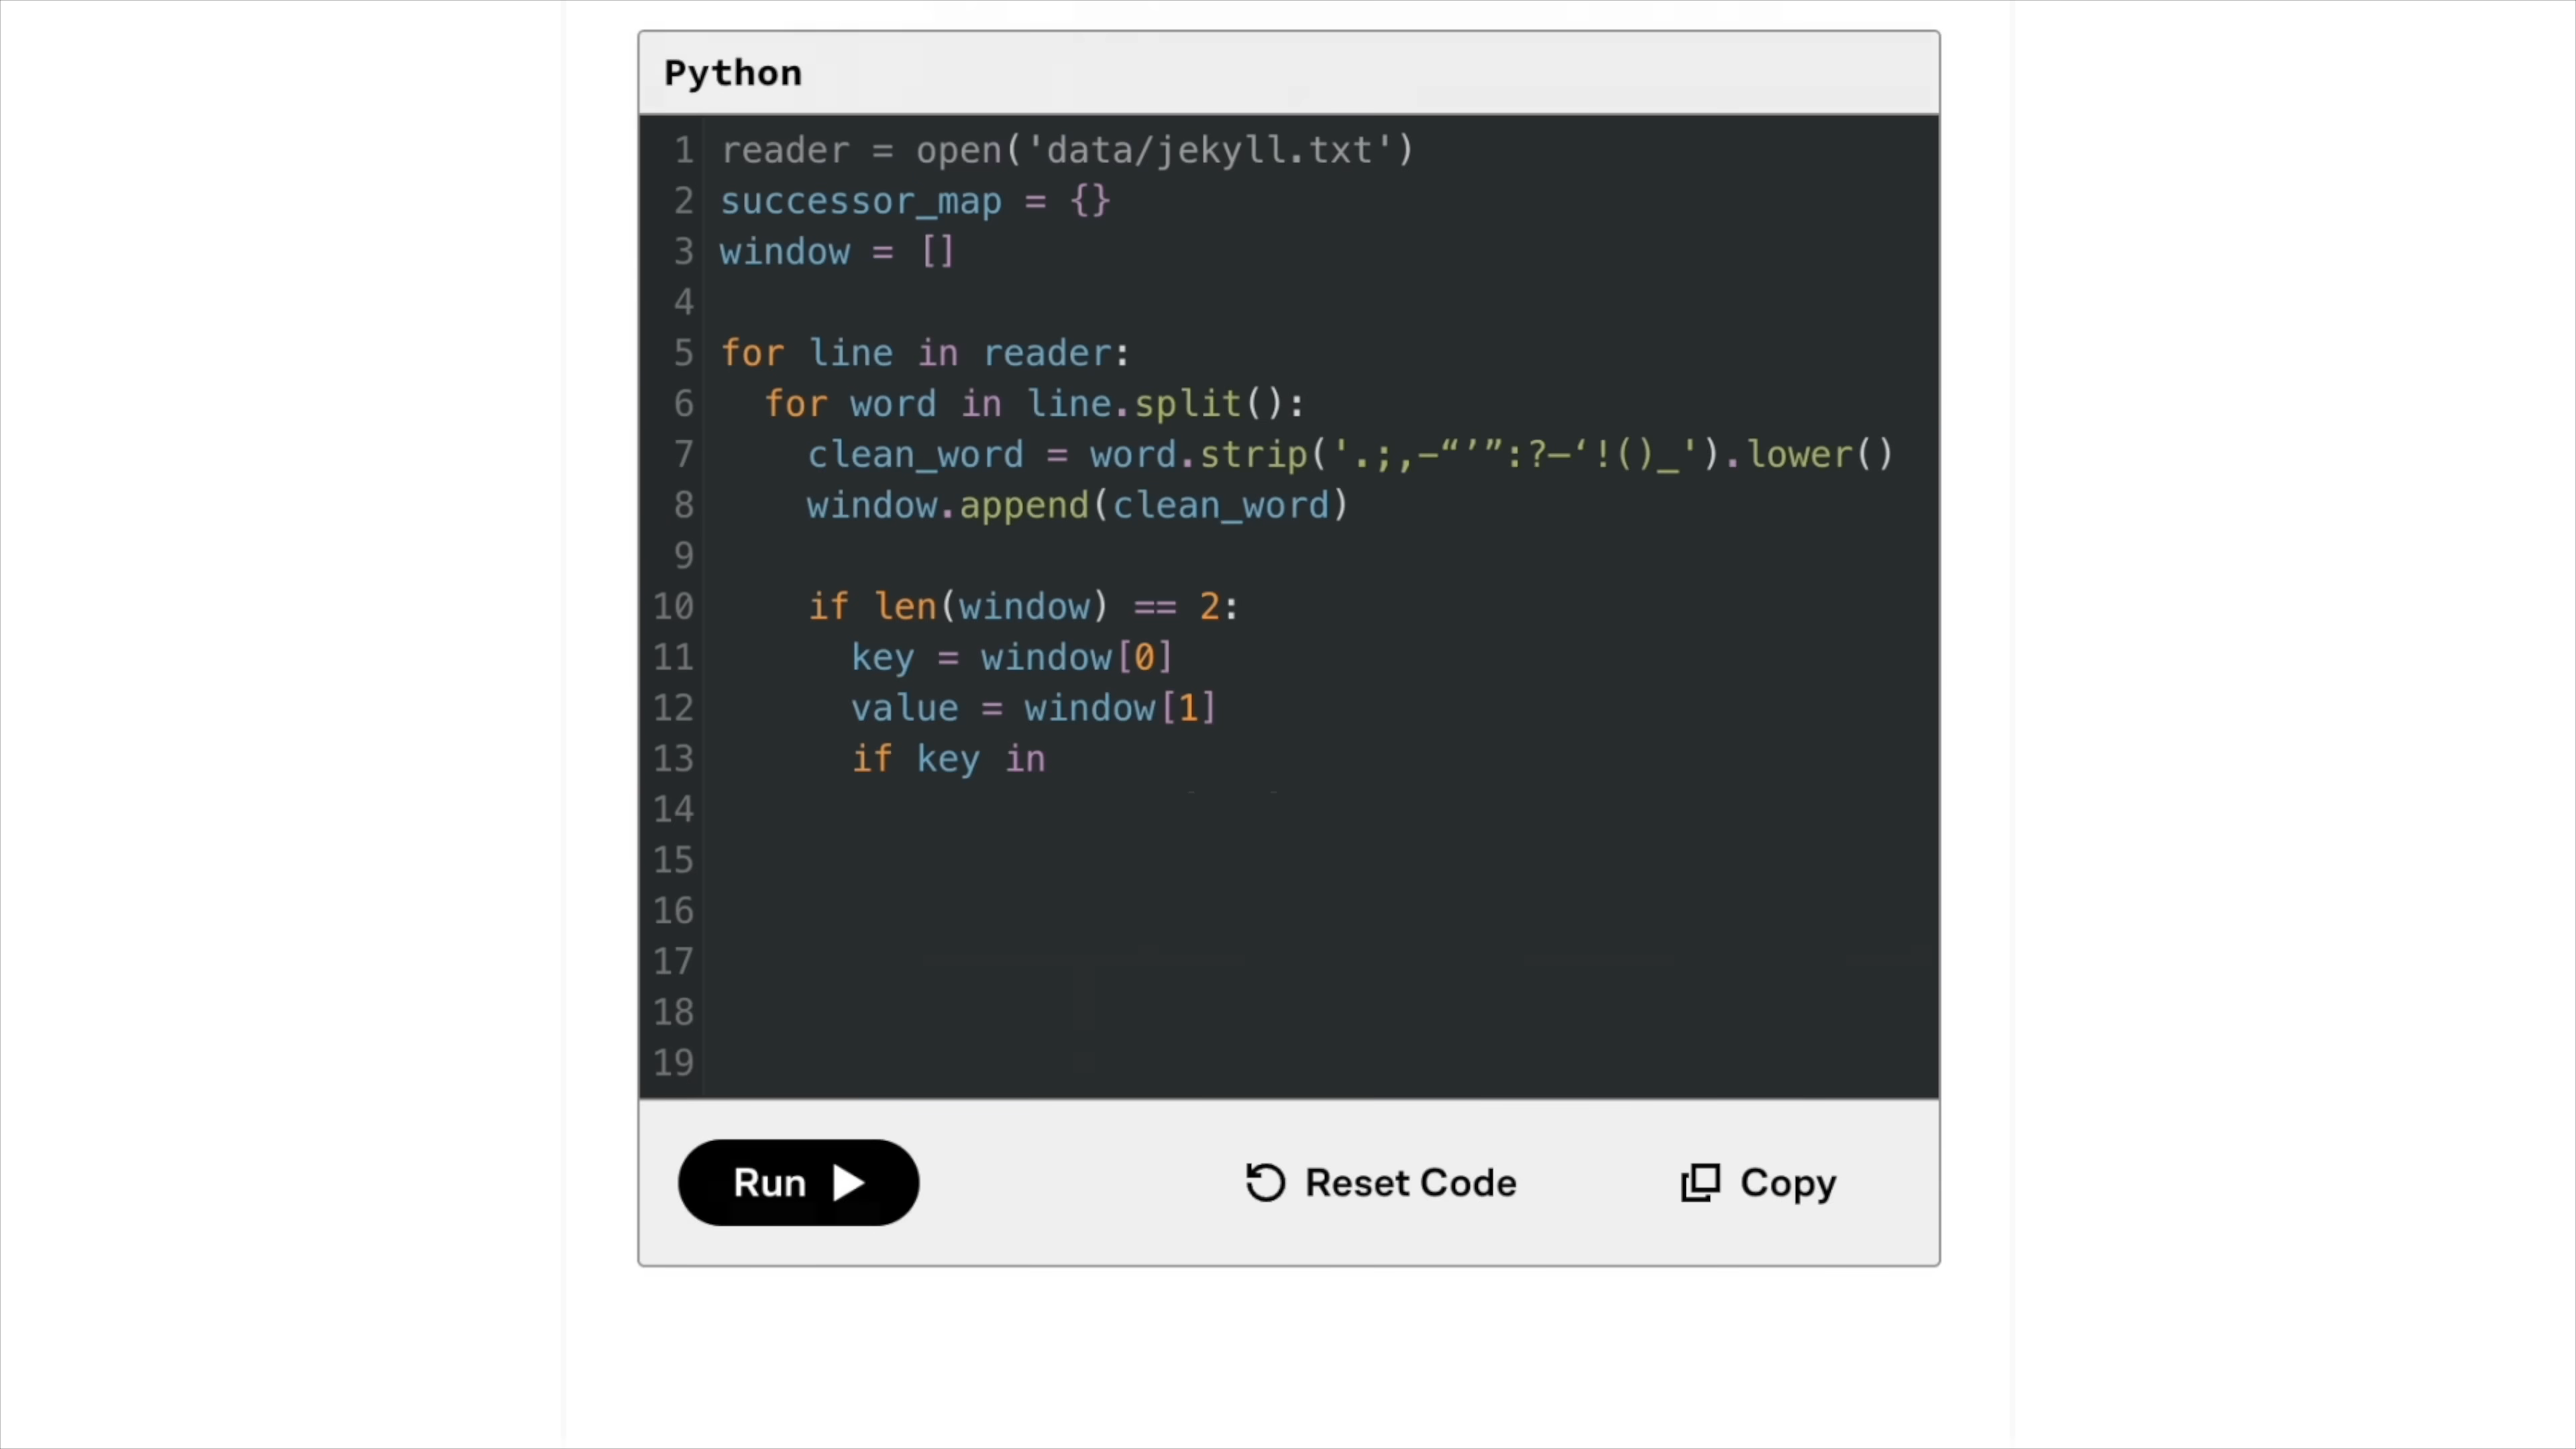 Python
1 reader = open('data/jekyll.txt')
2 successor_map = {}
3 window = []
4
5 for line in reader:
6   for word in line.split():
7     clean_word = word.strip('.;,—“’”:?—‘!()_').lower()
8     window.append(clean_word)
9
10     if len(window) == 2:
11       key = window[0]
12       value = window[1]
13       if key in
14
15
16
17
18
19
Run
Reset Code
Copy